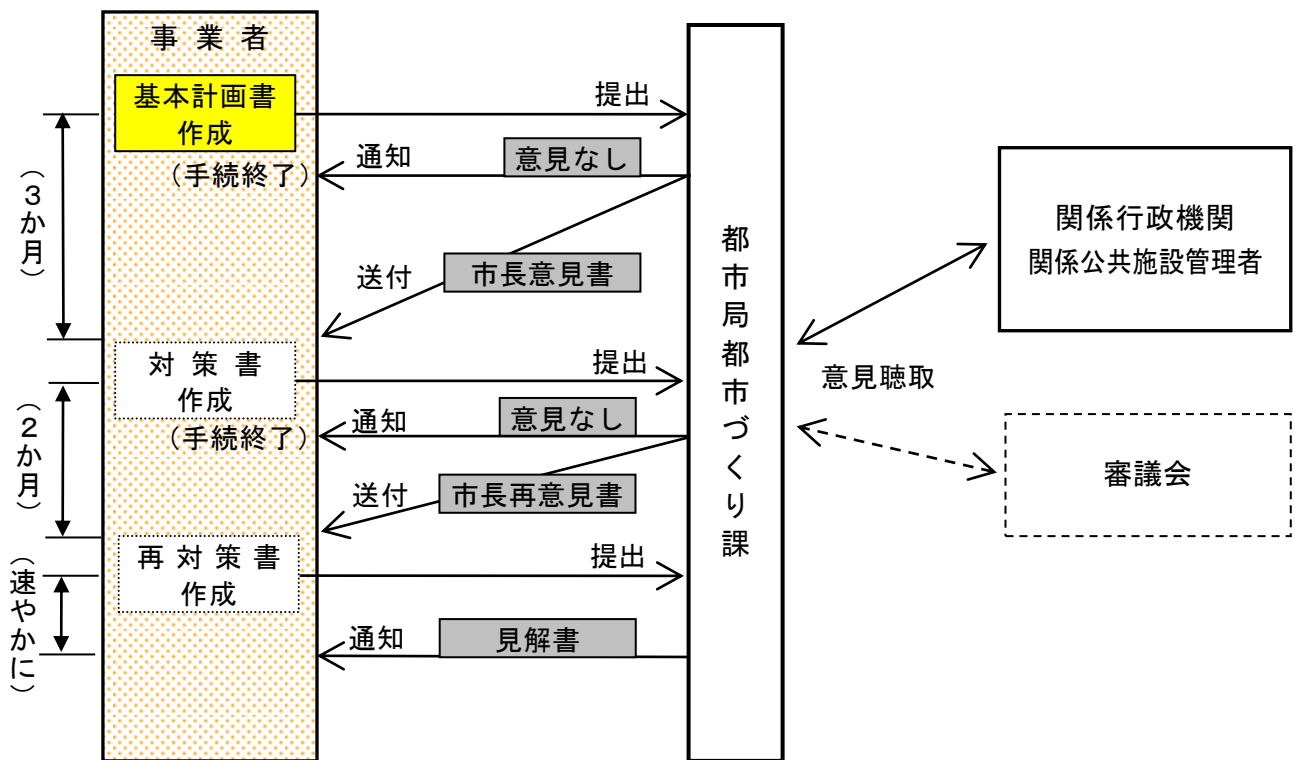 事業者
基本計画書
作成
提出
通知
意見なし
（手続終了）
（３か月）
送付
市長意見書
対策書
作成
提出
通知
意見なし
（手続終了）
（２か月）
送付
市長再意見書
再対策書
作成
提出
（速やかに）
通知
見解書
都市局都市づくり課
関係行政機関
関係公共施設管理者
意見聴取
審議会